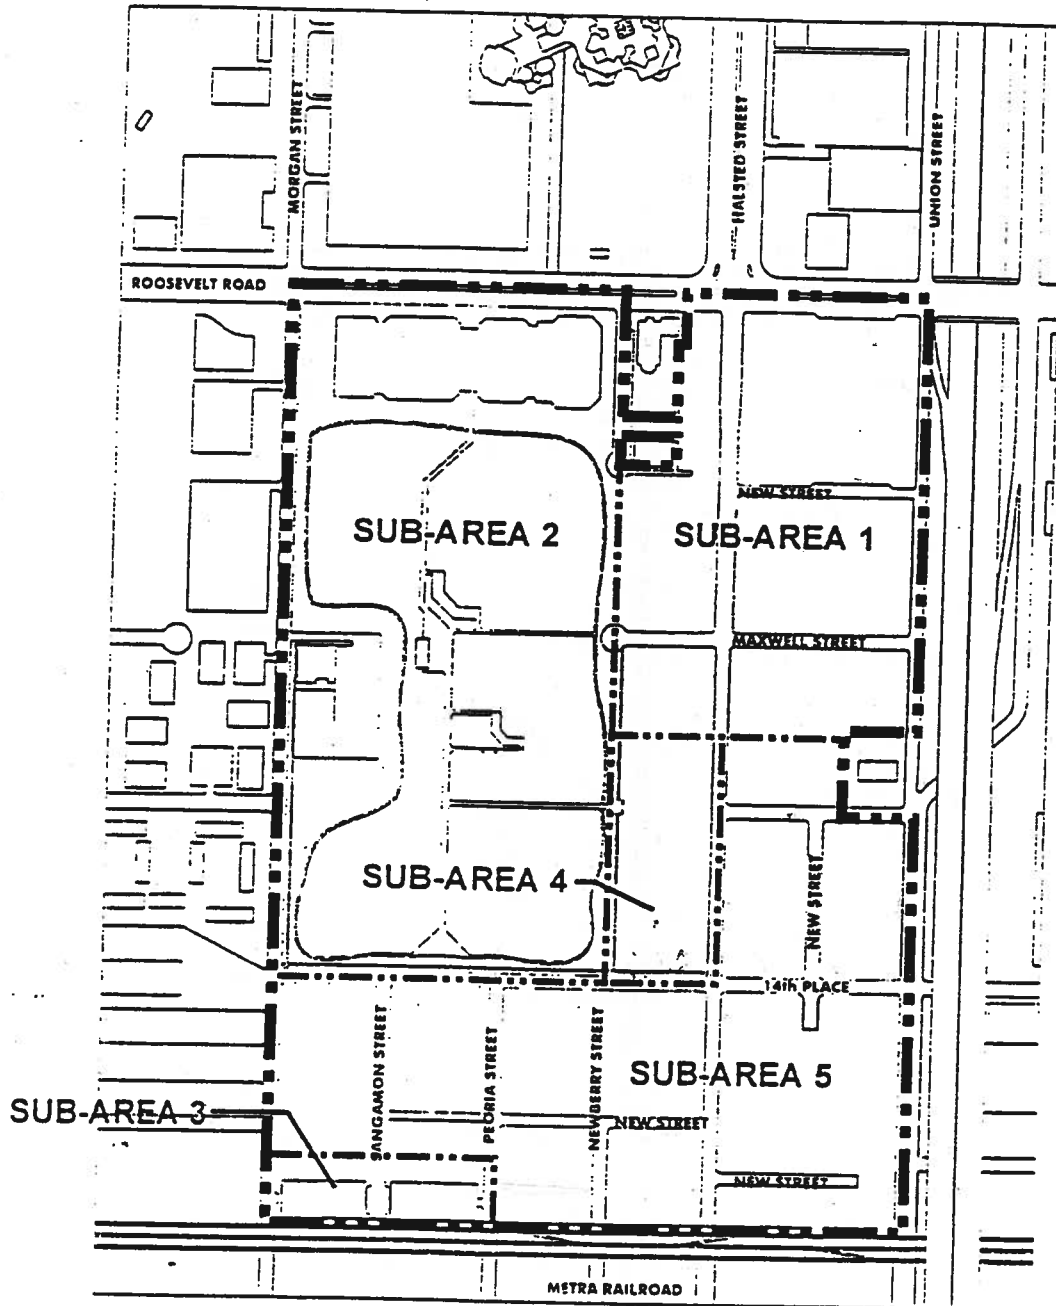 MORGAN STREET
HALSTED STREET
UNION STREET
ROOSEVELT ROAD
NEW STREET
SUB-AREA 2
SUB-AREA 1
MAXWELL STREET
SUB-AREA 4
NEW STREET
14th PLACE
SANGAMON STREET
PEORIA STREET
NEWBERRY STREET
SUB-AREA 5
SUB-AREA 3
NEW STREET
NEW STREET
METRA RAILROAD